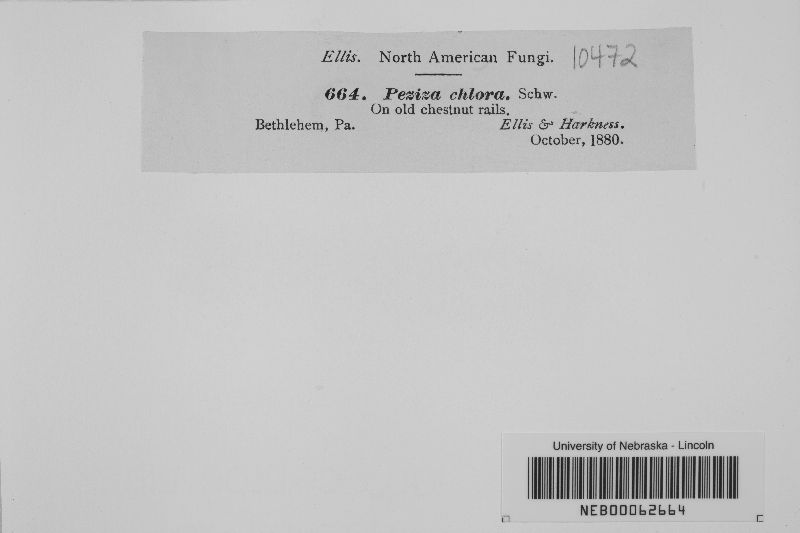 Ellis. North American Fungi. 10472
664. Peziza chlora. Schw.
On old chestnut rails.
Bethlehem, Pa. Ellis & Harkness.
October, 1880.
University of Nebraska - Lincoln
NEB00062664